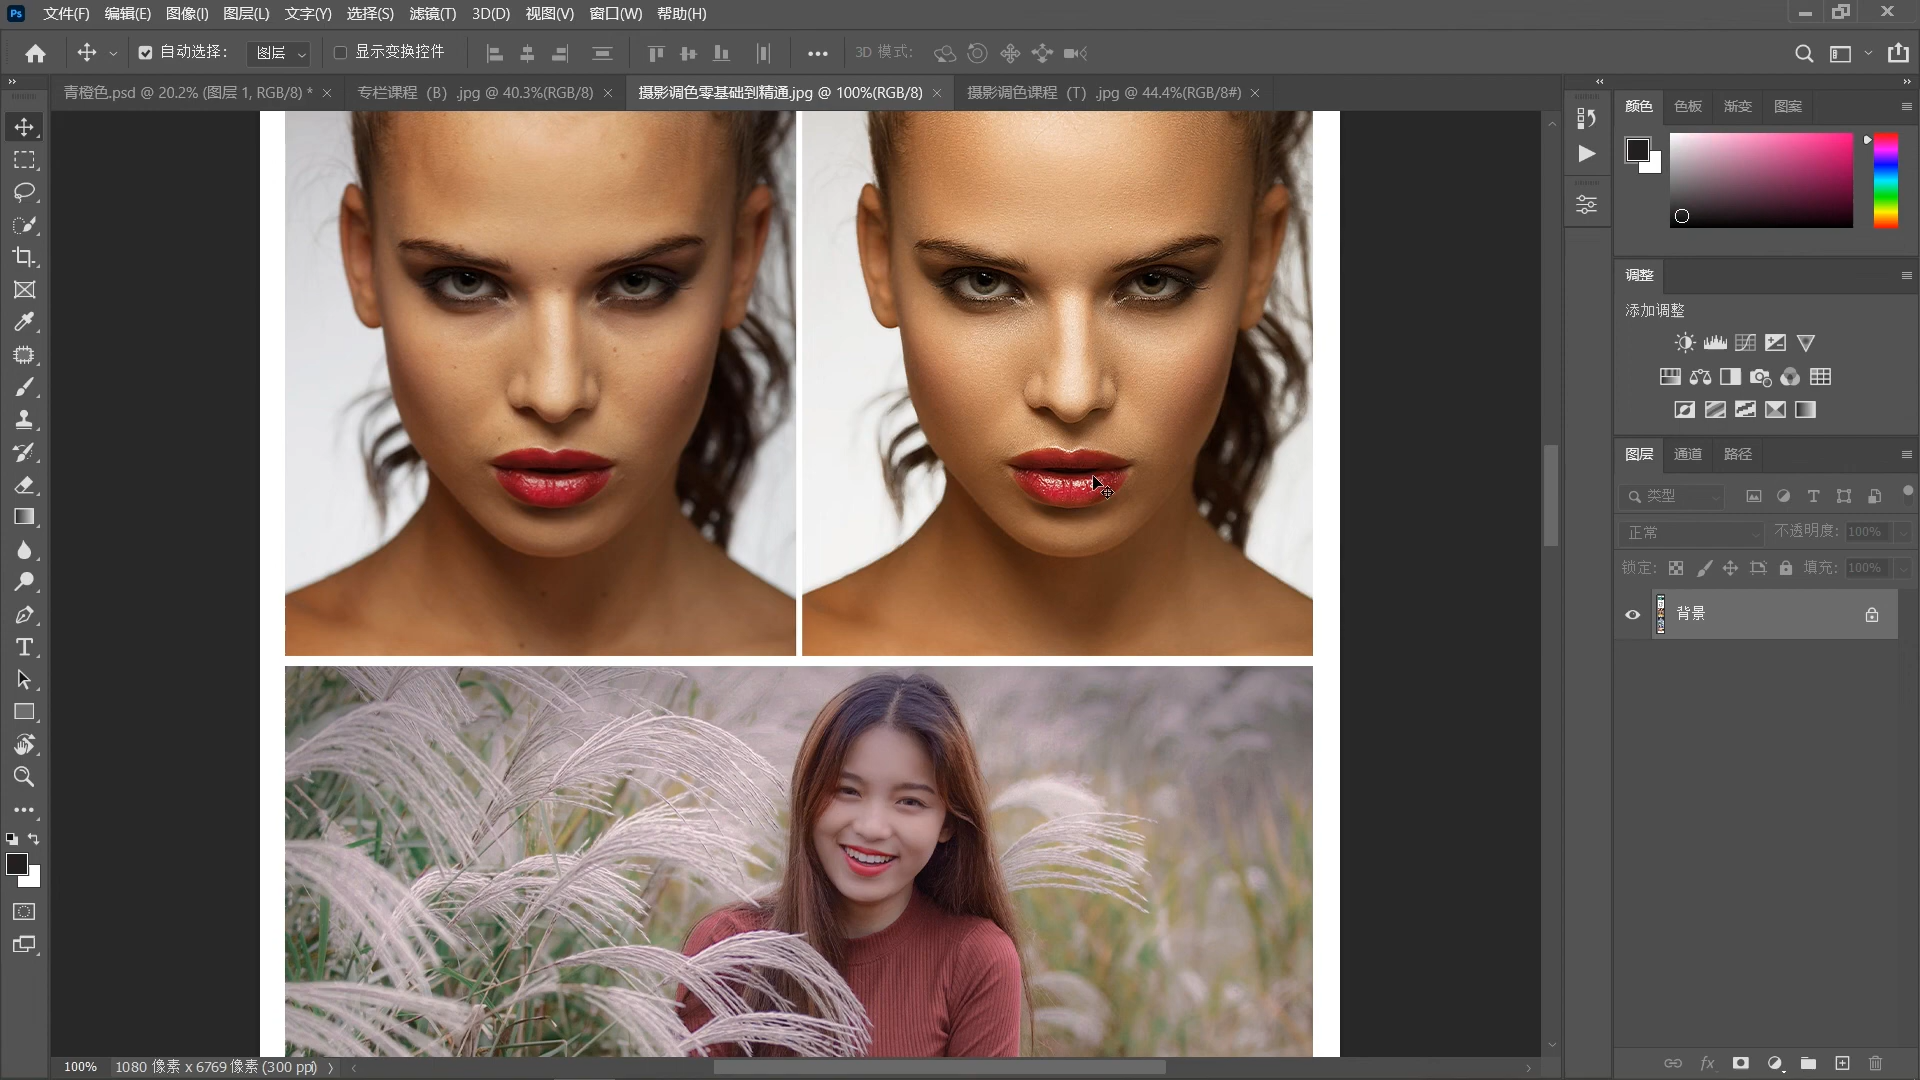 Ps 文件(F) 编辑(E) 图像(I) 图层(L) 文字(Y) 选择(S) 滤镜(T) 3D(D) 视图(V) 窗口(W) 帮助(H)
自动选择： 图层 显示变换控件 3D 模式：
青橙色.psd @ 20.2% (图层 1, RGB/8) * 专栏课程（B）.jpg @ 40.3%(RGB/8) 摄影调色零基础到精通.jpg @ 100%(RGB/8) 摄影调色课程（T）.jpg @ 44.4%(RGB/8#)
颜色 色板 渐变 图案
调整
添加调整
图层 通道 路径
类型
正常 不透明度： 100%
锁定： 填充： 100%
背景
fx
100% 1080 像素 x 6769 像素 (300 ppi)